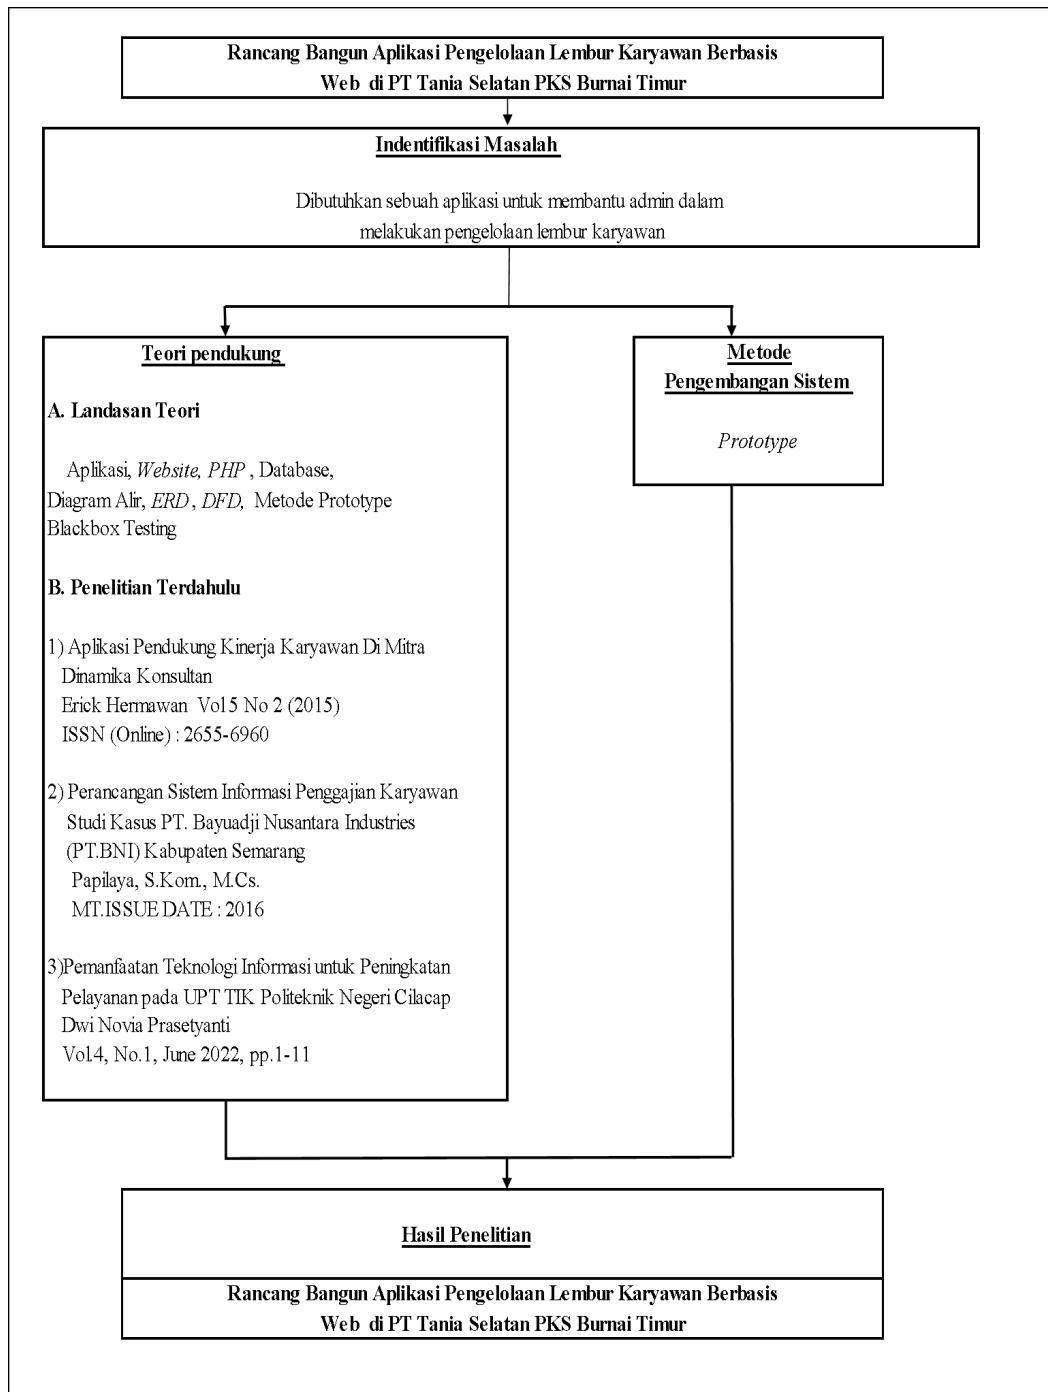 Rancang Bangun Aplikasi Pengelolaan Lembur Karyawan Berbasis
Web di PT Tania Selatan PKS Burnai Timur
Indentifikasi Masalah
Dibutuhkan sebuah aplikasi untuk membantu admin dalam
melakukan pengelolaan lembur karyawan
Teori pendukung
A. Landasan Teori
Aplikasi, Website, PHP , Database,
Diagram Alir, ERD , DFD, Metode Prototype
Blackbox Testing
B. Penelitian Terdahulu
1) Aplikasi Pendukung Kinerja Karyawan Di Mitra
Dinamika Konsultan
Erick Hermawan Vol 5 No 2 (2015)
ISSN (Online) : 2655-6960
2) Perancangan Sistem Informasi Penggajian Karyawan
Studi Kasus PT. Bayuadji Nusantara Industries
(PT.BNI) Kabupaten Semarang
Papilaya, S.Kom., M.Cs.
MT.ISSUE DATE : 2016
3)Pemanfaatan Teknologi Informasi untuk Peningkatan
Pelayanan pada UPT TIK Politeknik Negeri Cilacap
Dwi Novia Prasetyanti
Vol.4, No.1, June 2022, pp.1-11
Metode
Pengembangan Sistem
Prototype
Hasil Penelitian
Rancang Bangun Aplikasi Pengelolaan Lembur Karyawan Berbasis
Web di PT Tania Selatan PKS Burnai Timur